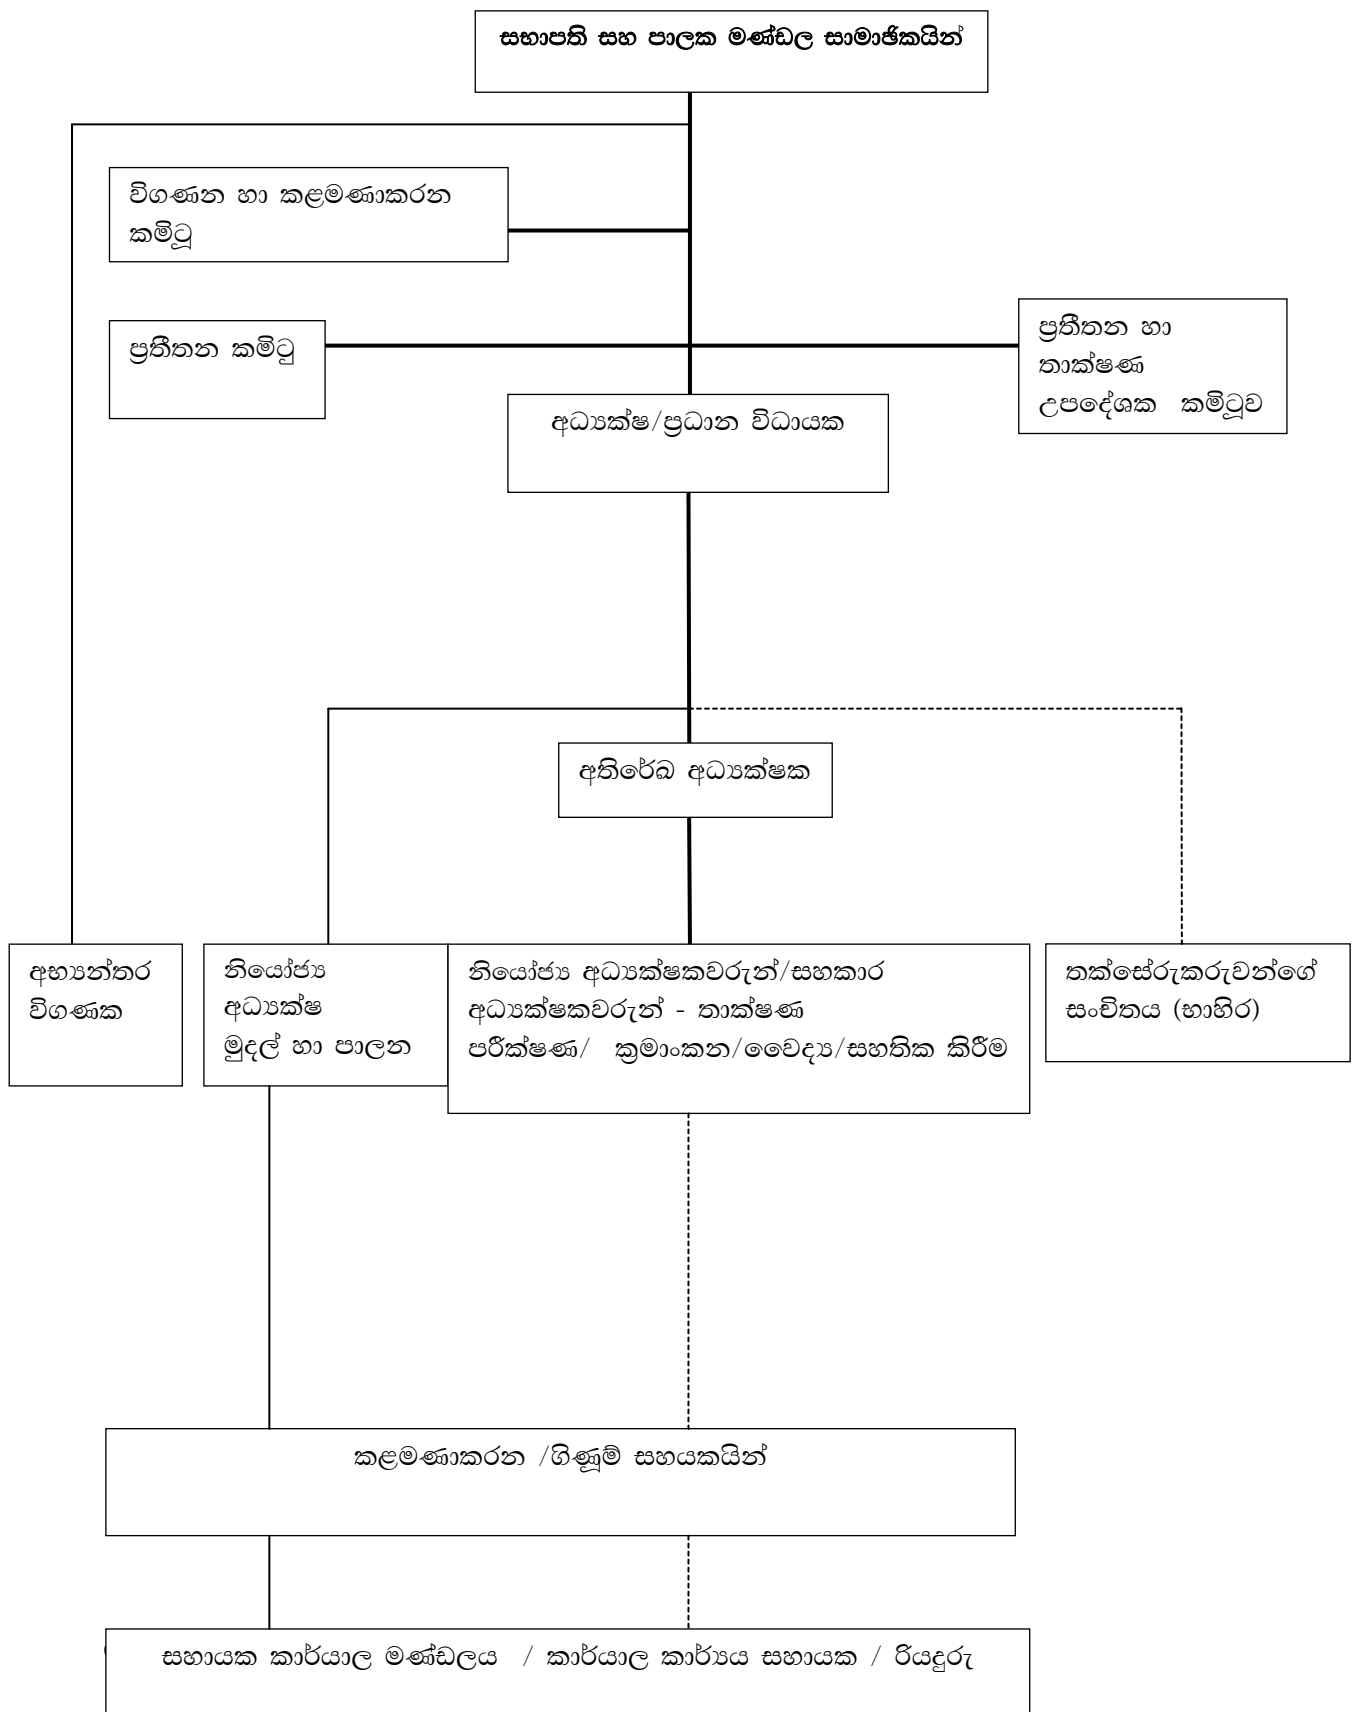 සභාපති සහ පාලක මණ්ඩල සාමාජිකයින්
විගණන හා කළමණාකරන
කමිටූ
ප්‍රතීතන කමිටු
ප්‍රතීතන හා
තාක්ෂණ
උපදේශක කමිටූව
අධ්‍යක්ෂ/ප්‍රධාන විධායක
අතිරේඛ අධ්‍යක්ෂක
අභ්‍යන්තර
විගණක
නියෝජ්‍ය
අධ්‍යක්ෂ
මුදල් හා පාලන
නියෝජ්‍ය අධ්‍යක්ෂකවරුන්/සහකාර
අධ්‍යක්ෂකවරුන් - තාක්ෂණ
පරීක්ෂණ/ ක්‍රමාංකන/වෛද්‍ය/සහතික කිරීම
තක්සේරුකරුවන්ගේ
සංචිතය (භාහිර)
කළමණාකරන /ගිණූම් සහයකයින්
සහායක කාර්යාල මණ්ඩලය / කාර්යාල කාර්‍යය සහායක / රියදුරු